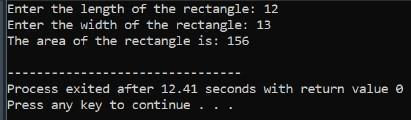 Enter the length of the rectangle: 12
Enter the width of the rectangle: 13
The area of the rectangle is: 156
--------------------------------
Process exited after 12.41 seconds with return value 0
Press any key to continue . . .